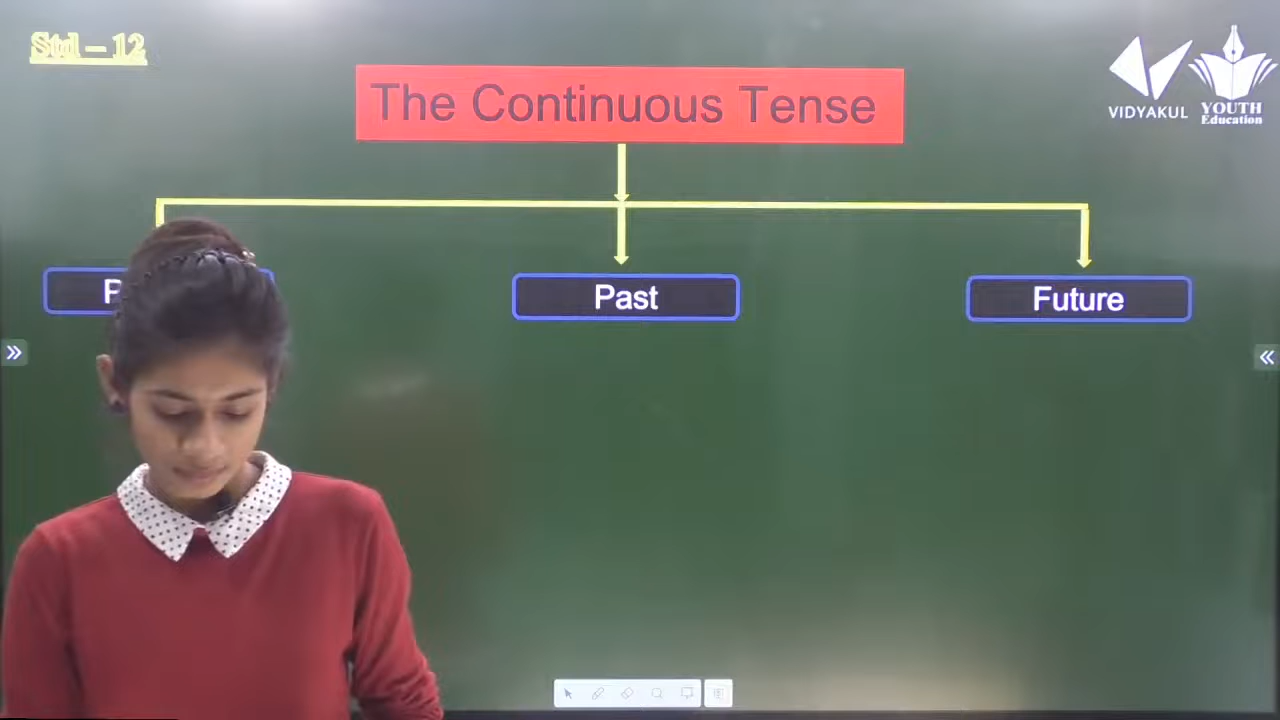 Std – 12
The Continuous Tense
VIDYAKUL
YOUTH
Education
Past
Future